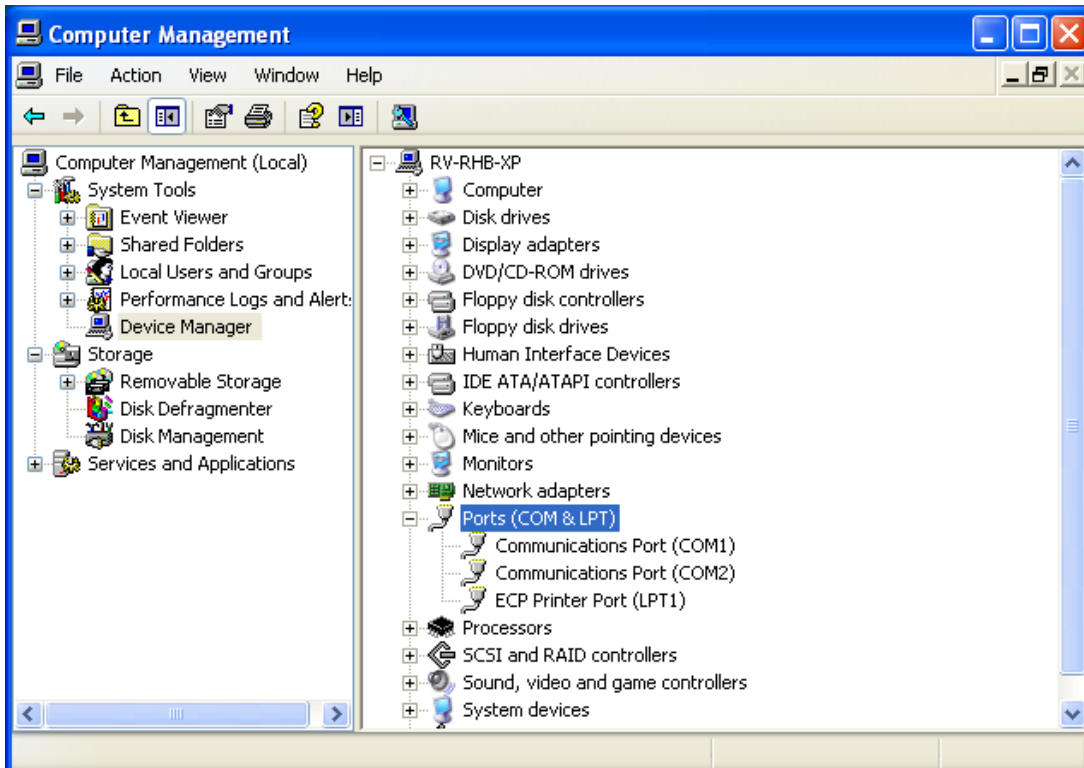 Computer Management
File Action View Window Help
Computer Management (Local)
System Tools
Event Viewer
Shared Folders
Local Users and Groups
Performance Logs and Alert
Device Manager
Storage
Removable Storage
Disk Defragmenter
Disk Management
Services and Applications
RV-RHB-XP
Computer
Disk drives
Display adapters
DVD/CD-ROM drives
Floppy disk controllers
Floppy disk drives
Human Interface Devices
IDE ATA/ATAPI controllers
Keyboards
Mice and other pointing devices
Monitors
Network adapters
Ports (COM & LPT)
Communications Port (COM1)
Communications Port (COM2)
ECP Printer Port (LPT1)
Processors
SCSI and RAID controllers
Sound, video and game controllers
System devices